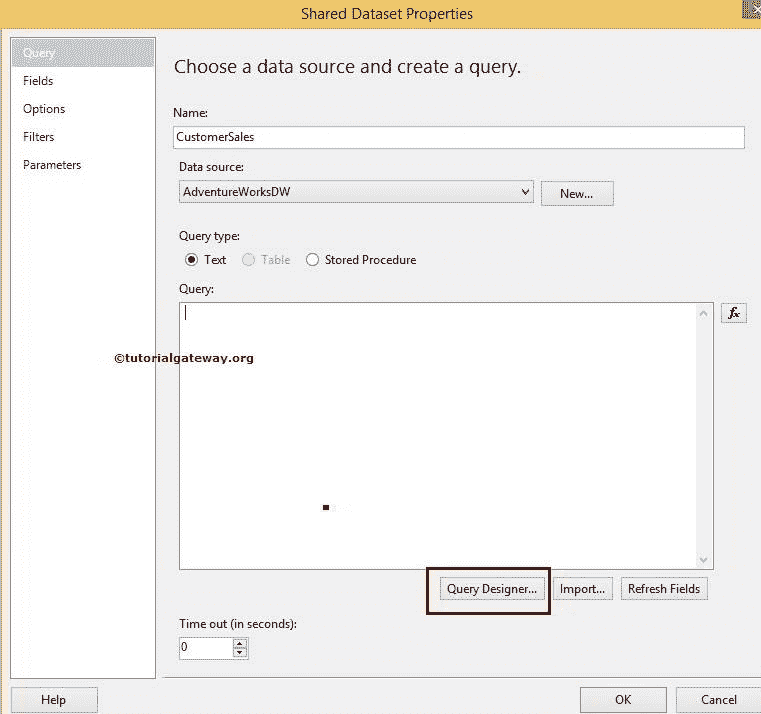 Shared Dataset Properties
Query
Fields
Options
Filters
Parameters
Choose a data source and create a query.
Name:
CustomerSales
Data source:
AdventureWorksDW
New...
Query type:
Text Table Stored Procedure
Query:
fx
©tutorialgateway.org
Query Designer... Import... Refresh Fields
Time out (in seconds):
0
Help OK Cancel